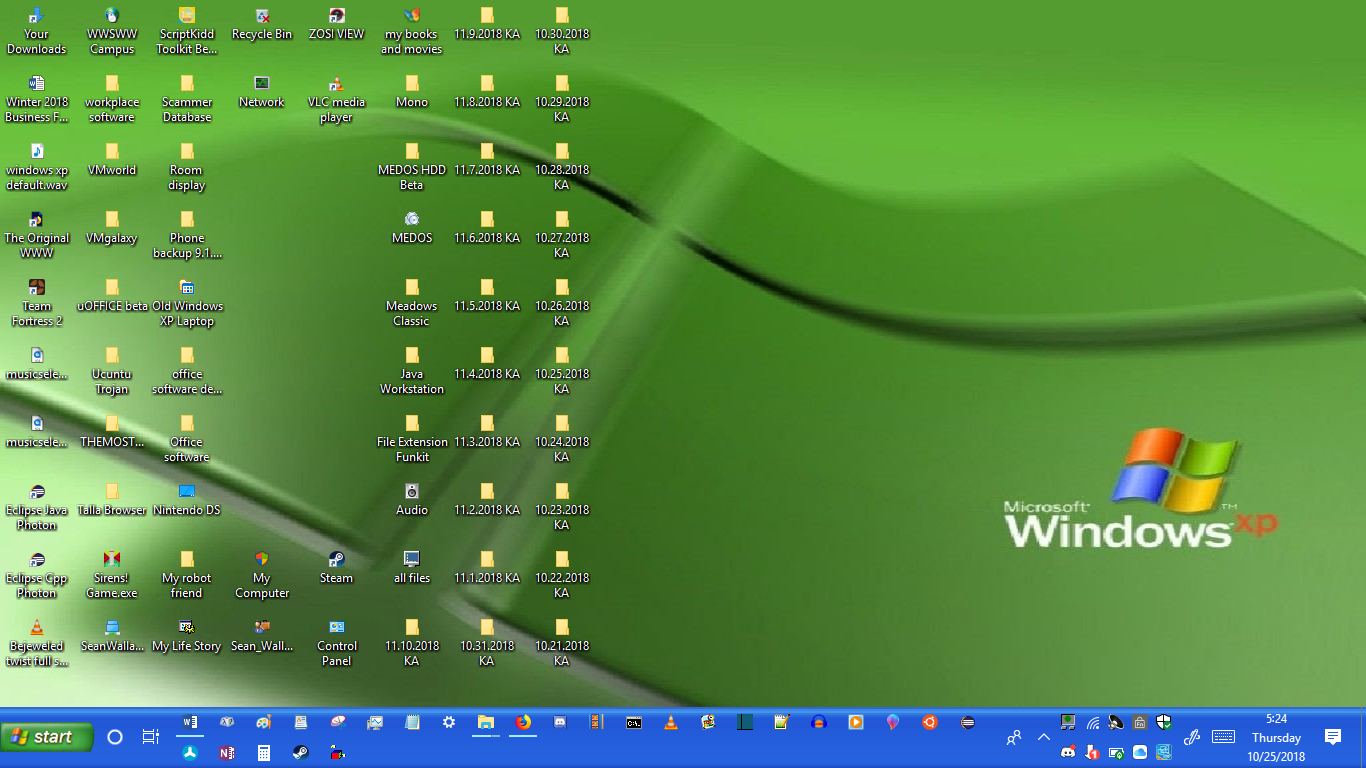 Your
Downloads
WWSWW
Campus
ScriptKidd
Toolkit Be...
Recycle Bin
ZOSI VIEW
my books
and movies
11.9.2018 KA
10.30.2018
KA
Winter 2018
Business F...
workplace
software
Scammer
Database
Network
VLC media
player
Mono
11.8.2018 KA
10.29.2018
KA
windows xp
default.wav
VMworld
Room
display
MEDOS HDD
Beta
11.7.2018 KA
10.28.2018
KA
The Original
WWW
VMgalaxy
Phone
backup 9.1....
MEDOS
11.6.2018 KA
10.27.2018
KA
Team
Fortress 2
uOFFICE beta
Old Windows
XP Laptop
Meadows
Classic
11.5.2018 KA
10.26.2018
KA
musicsele...
Ucuntu
Trojan
office
software de...
Java
Workstation
11.4.2018 KA
10.25.2018
KA
musicsele...
THEMOST...
Office
software
File Extension
Funkit
11.3.2018 KA
10.24.2018
KA
Eclipse Java
Photon
Talla Browser
Nintendo DS
Audio
11.2.2018 KA
10.23.2018
KA
Eclipse Cpp
Photon
Sirens!
Game.exe
My robot
friend
My
Computer
Steam
all files
11.1.2018 KA
10.22.2018
KA
Bejeweled
twist full s...
SeanWalla...
My Life Story
Sean_Wall...
Control
Panel
11.10.2018
KA
10.31.2018
KA
10.21.2018
KA
Microsoft
Windows xp
TM
start
5:24
Thursday
10/25/2018